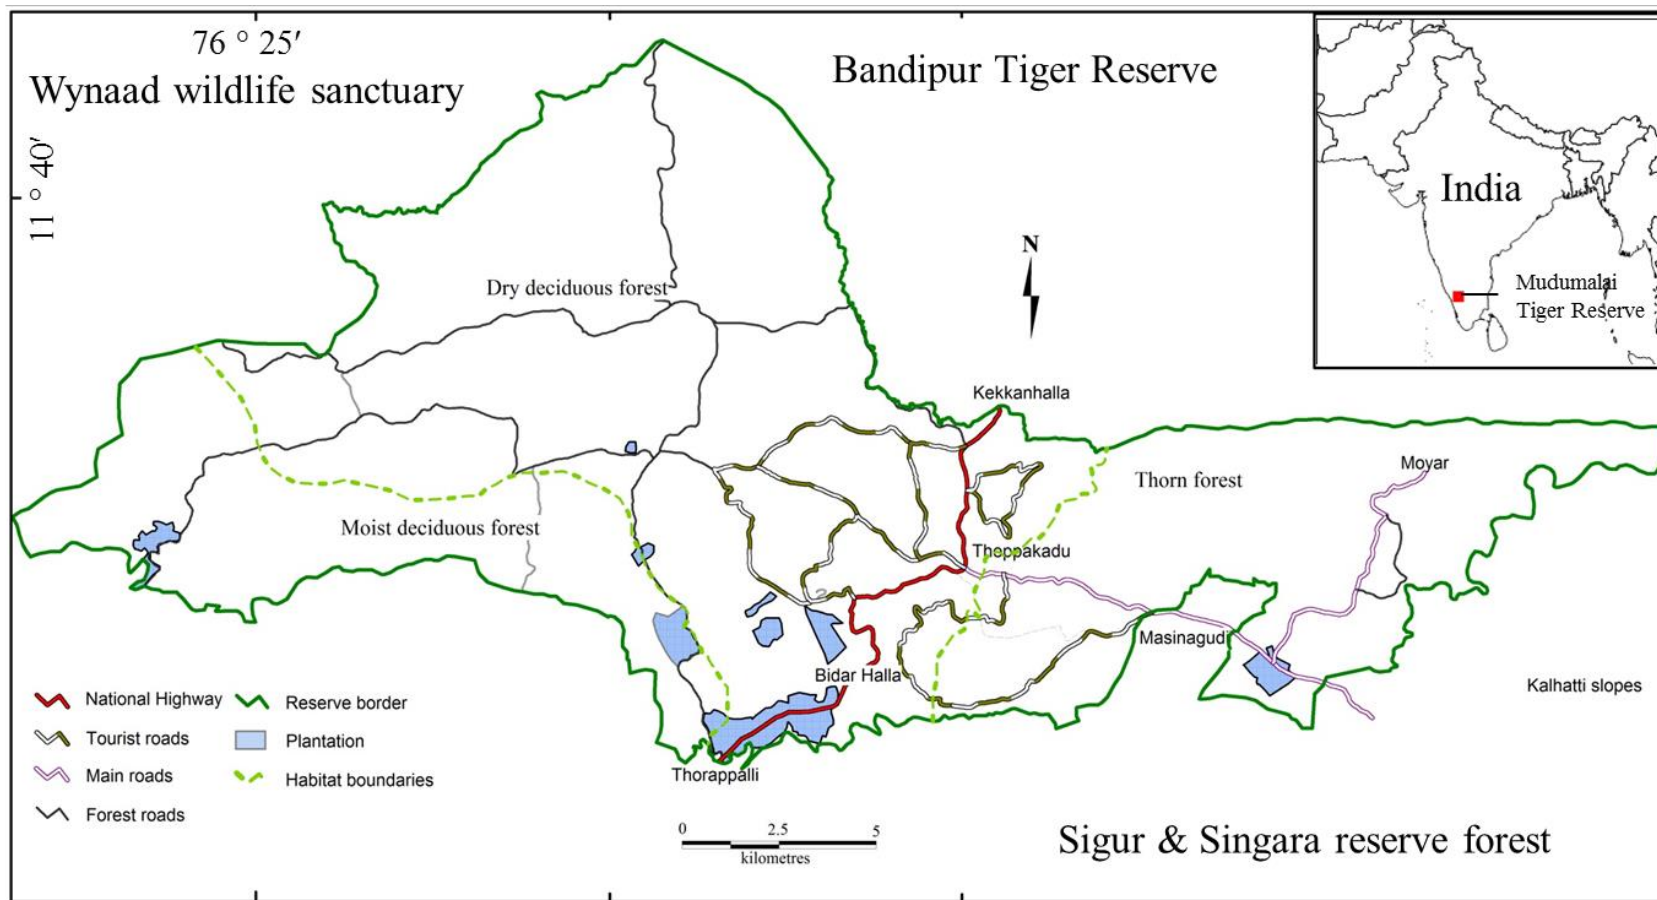 76 ° 25′
Wynaad wildlife sanctuary
Bandipur Tiger Reserve
11 ° 40′
India
Mudumalai
Tiger Reserve
N
Dry deciduous forest
Kekkanhalla
Moyar
Thorn forest
Moist deciduous forest
Theppakadu
Masinagudi
Bidar Halla
Kalhatti slopes
Thorappalli
National Highway
Reserve border
Tourist roads
Plantation
Main roads
Habitat boundaries
Forest roads
0 2.5 5
kilometres
Sigur & Singara reserve forest